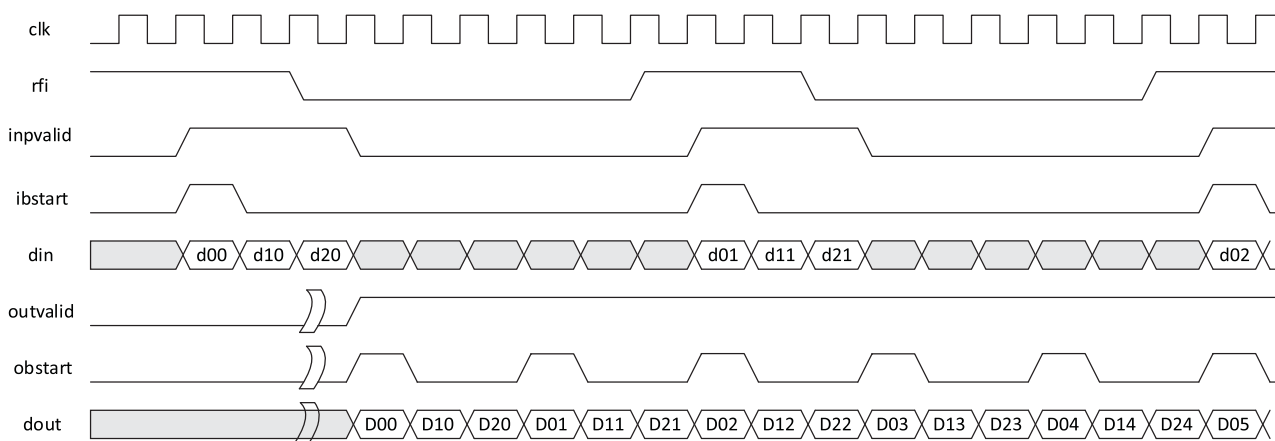 clk
rfi
inpvalid
ibstart
din d00 d10 d20 d01 d11 d21 d02
outvalid
obstart
dout D00 D10 D20 D01 D11 D21 D02 D12 D22 D03 D13 D23 D04 D14 D24 D05